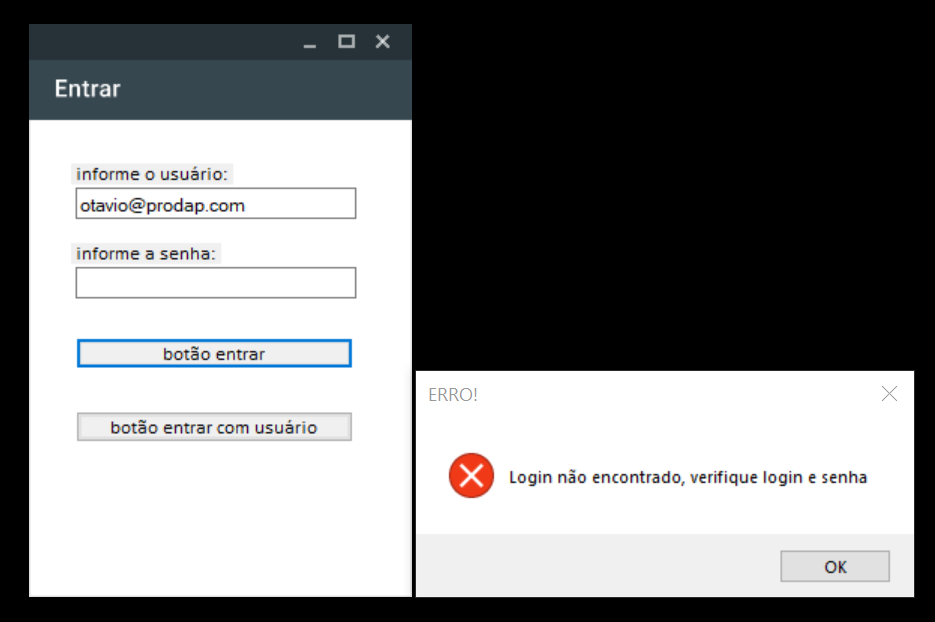 Entrar
informe o usuário:
otavio@prodap.com
informe a senha:
botão entrar
botão entrar com usuário
ERRO!
Login não encontrado, verifique login e senha
OK